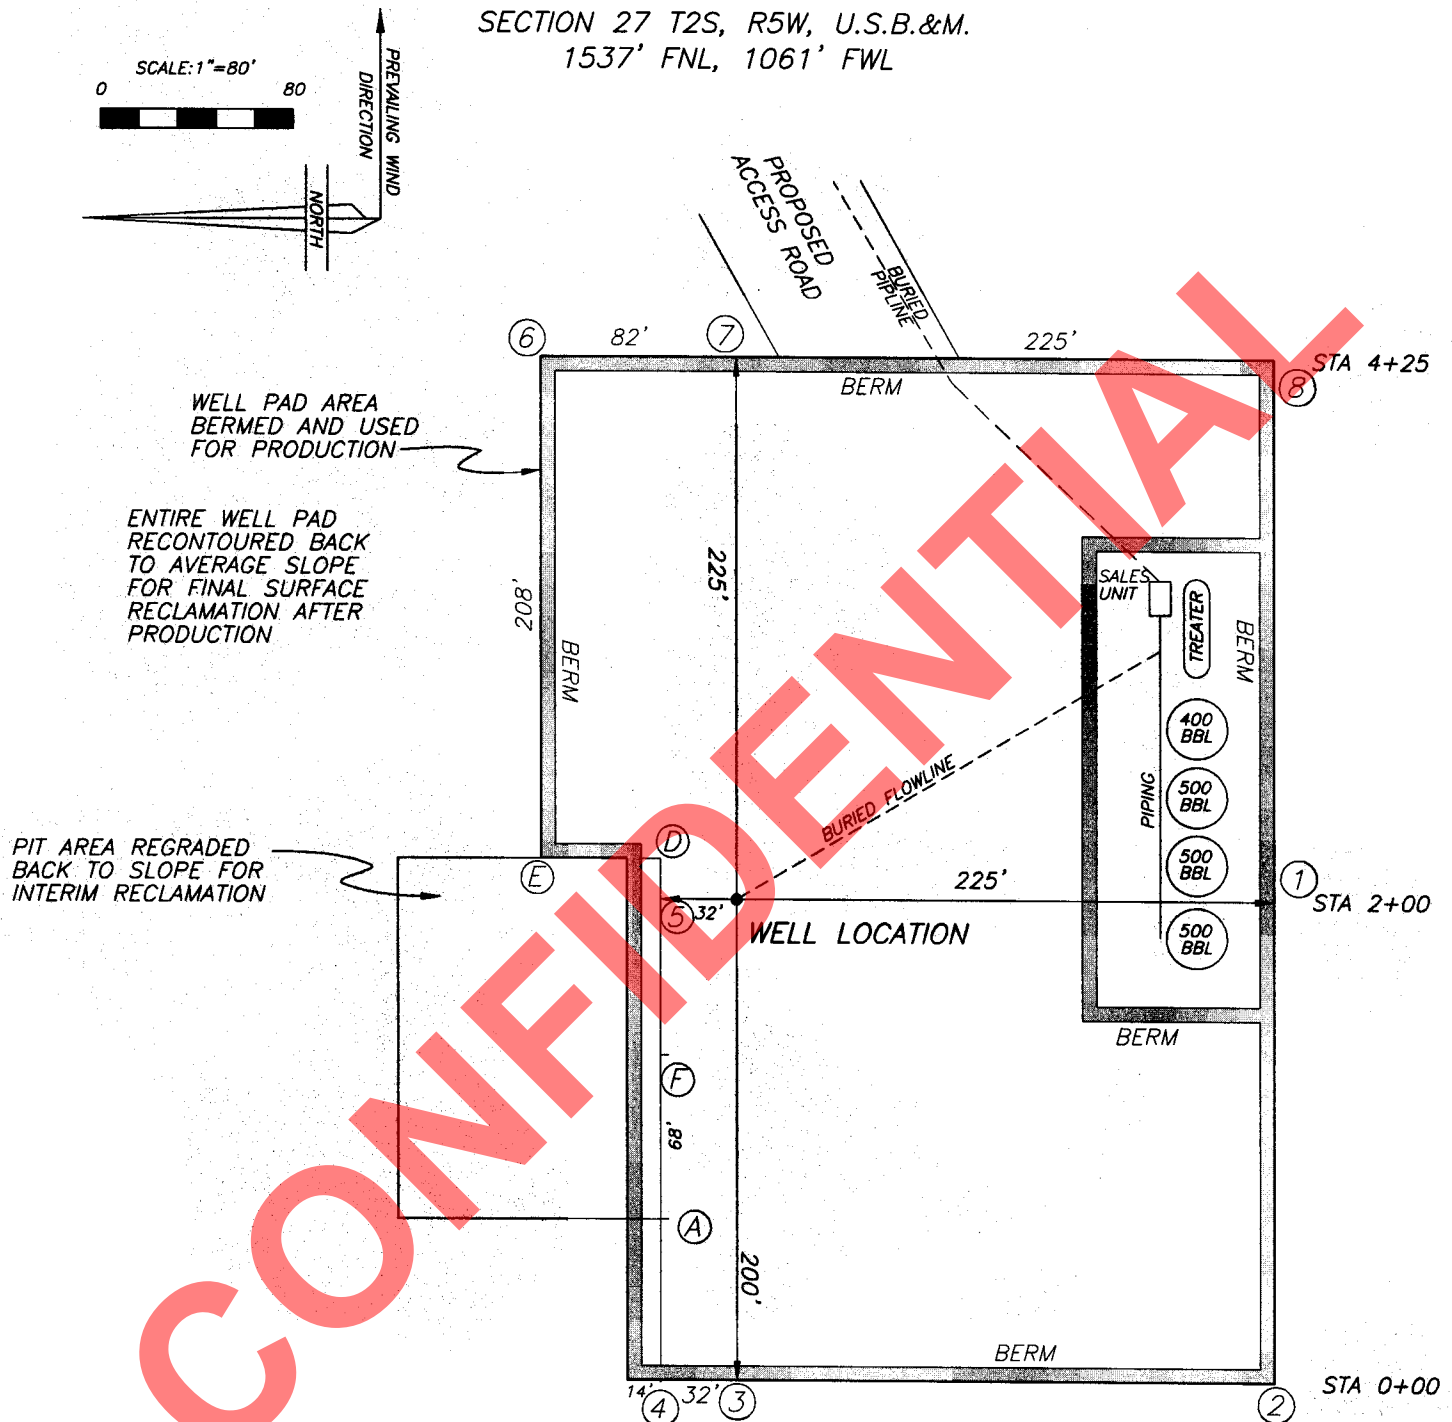 SECTION 27 T2S, R5W, U.S.B.&M.
1537' FNL, 1061' FWL
SCALE: 1"=80'
0 80
PREVAILING WIND
DIRECTION
NORTH
PROPOSED
ACCESS ROAD
BURIED
PIPLINE
6 82' 7 225'
STA 4+25
8
BERM
WELL PAD AREA
BERMED AND USED
FOR PRODUCTION
ENTIRE WELL PAD
RECONTOURED BACK
TO AVERAGE SLOPE
FOR FINAL SURFACE
RECLAMATION AFTER
PRODUCTION
208'
BERM
225'
SALES
UNIT
TREATER
BERM
400
BBL
500
BBL
500
BBL
500
BBL
PIPING
BURIED FLOWLINE
PIT AREA REGRADED
BACK TO SLOPE FOR
INTERIM RECLAMATION
D
E
5 32'
225'
1
STA 2+00
WELL LOCATION
BERM
F
68'
A
200'
BERM
14' 4 32' 3
2
STA 0+00
CONFIDENTIAL